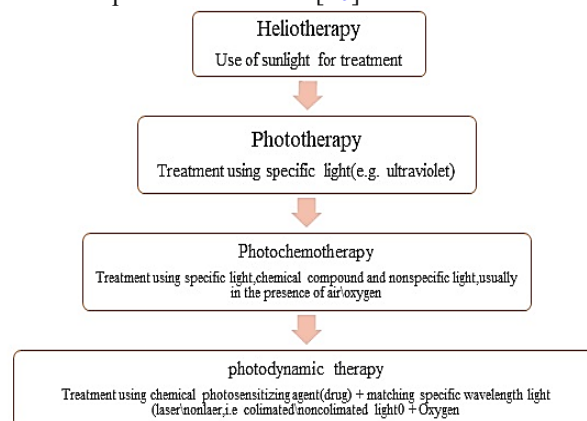 Heliotherapy
Use of sunlight for treatment
Phototherapy
Treatment using specific light(e.g. ultraviolet)
Photochemotherapy
Treatment using specific light,chemical compound and nonspecific light,usually
in the presence of air\oxygen
photodynamic therapy
Treatment using chemical photosensitizing agent(drug) + matching specific wavelength light
(laser\nonlaer,i.e colimated\noncolimated light0 + Oxygen